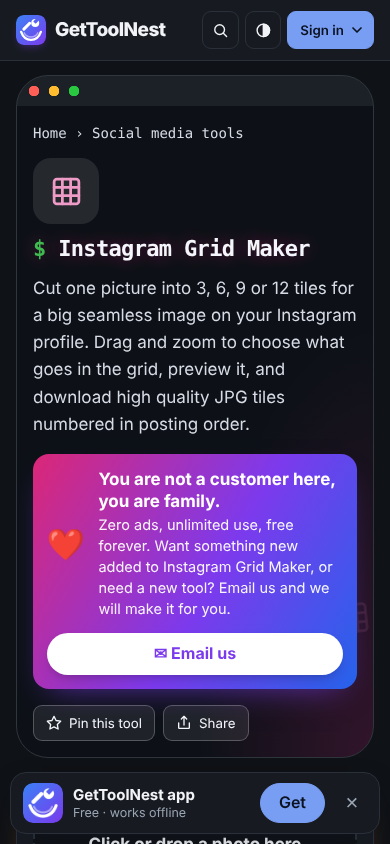 GetToolNest
Sign in
Home › Social media tools
$ Instagram Grid Maker
Cut one picture into 3, 6, 9 or 12 tiles for
a big seamless image on your Instagram
profile. Drag and zoom to choose what
goes in the grid, preview it, and
download high quality JPG tiles
numbered in posting order.
You are not a customer here,
you are family.
Zero ads, unlimited use, free
forever. Want something new
added to Instagram Grid Maker, or
need a new tool? Email us and we
will make it for you.
✉ Email us
Pin this tool
Share
GetToolNest app
Free · works offline
Get
✕
Click or drop a photo here